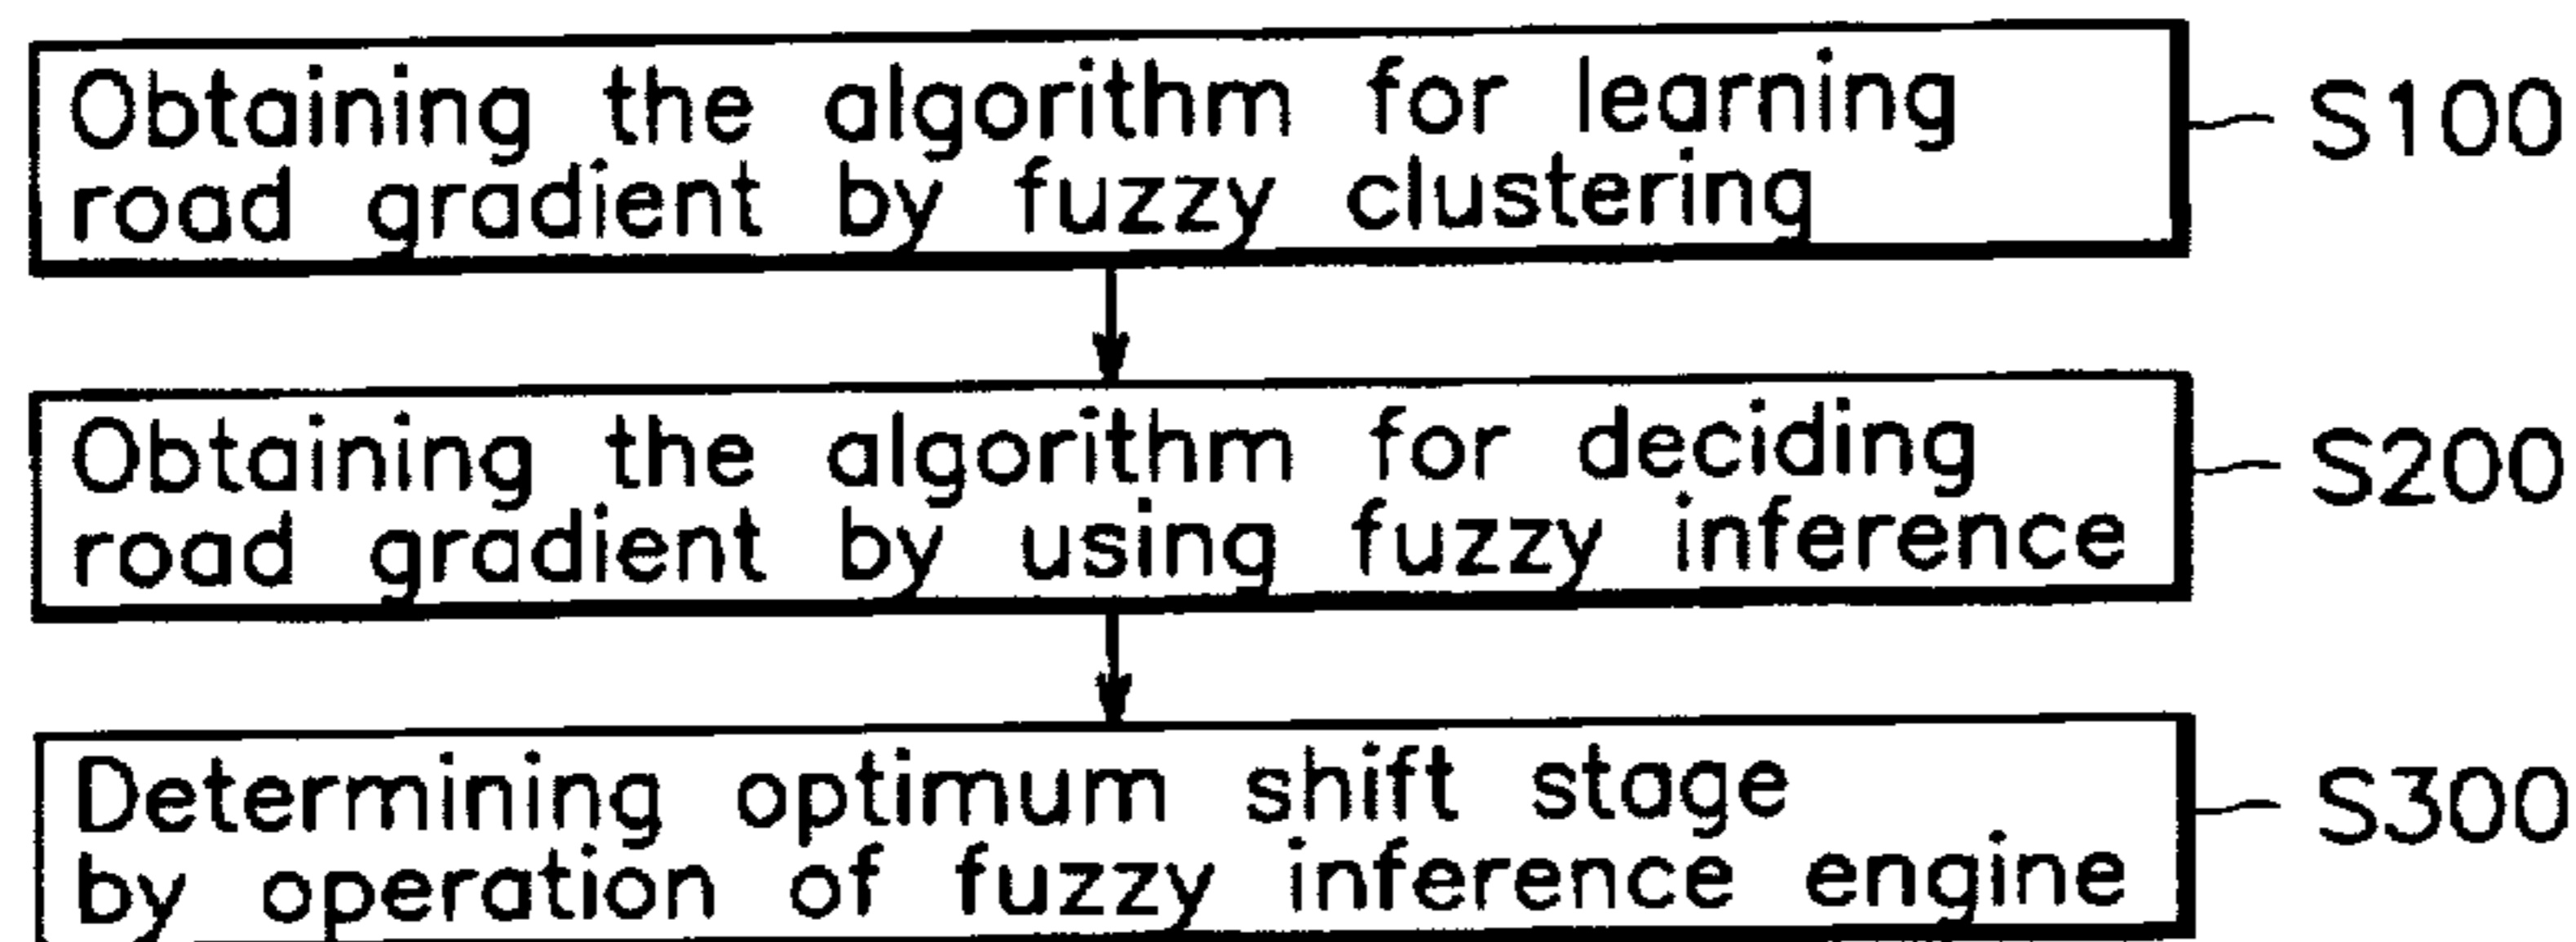 Obtaining the algorithm for learning
road gradient by fuzzy clustering
S100
Obtaining the algorithm for deciding
road gradient by using fuzzy inference
S200
Determining optimum shift stage
by operation of fuzzy inference engine
S300